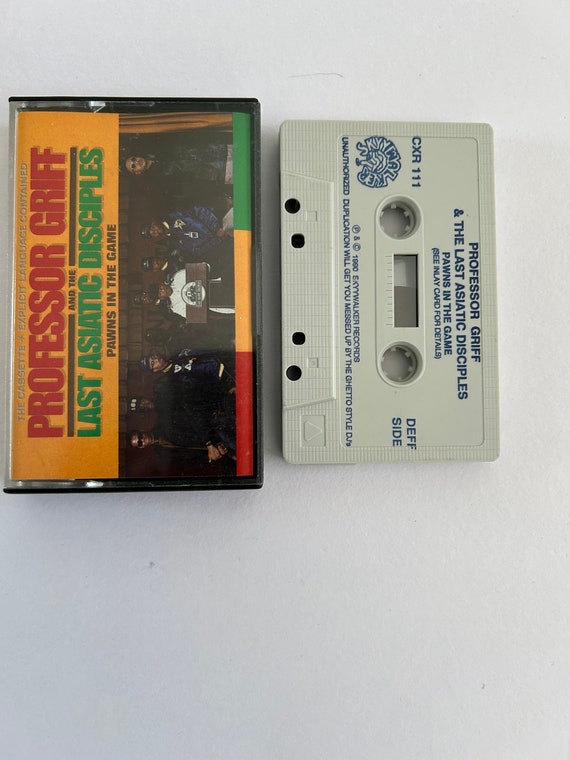 THE CASSETTE / EXPLICIT LANGUAGE CONTAINED
PROFESSOR GRIFF
AND THE
LAST ASIATIC DISCIPLES
PAWNS IN THE GAME
CXR 111
PROFESSOR GRIFF
& THE LAST ASIATIC DISCIPLES
PAWNS IN THE GAME
(SEE INLAY CARD FOR DETAILS)
DEFF
SIDE
℗ & © 1990 SKYYWALKER RECORDS
UNAUTHORIZED DUPLICATION WILL GET YOU MESSED UP BY THE GHETTO STYLE DJ's